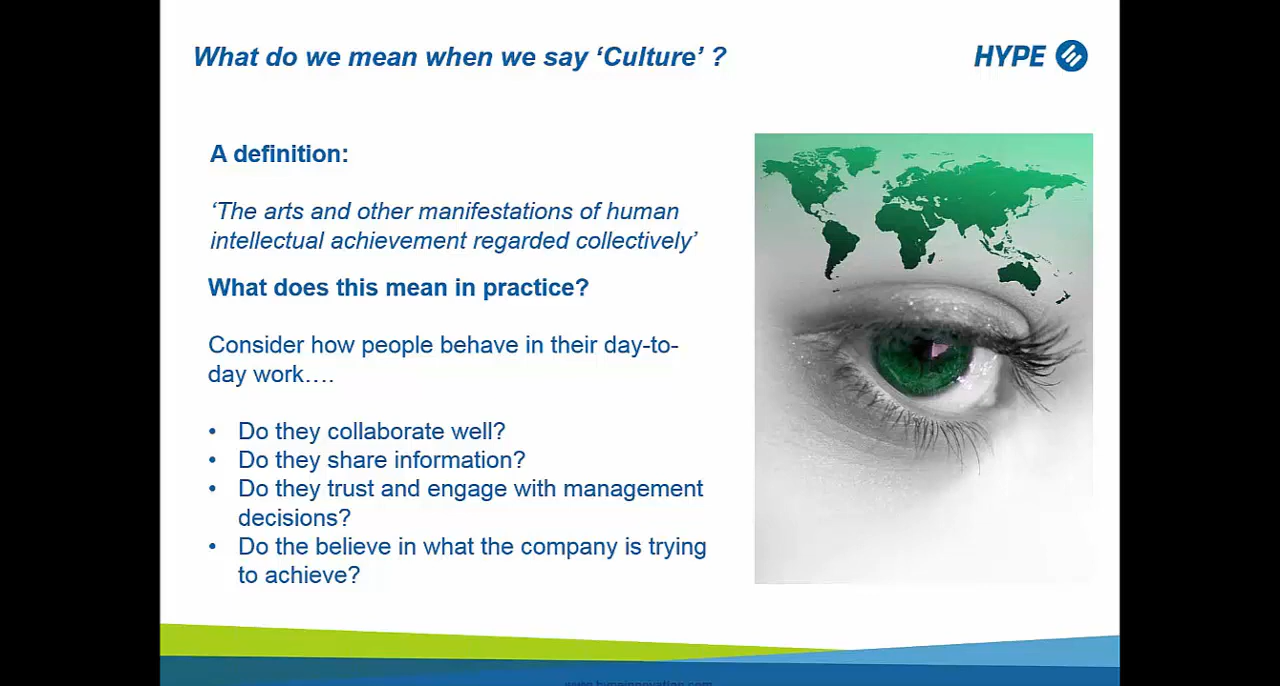 What do we mean when we say ‘Culture’ ?
HYPE
A definition:
‘The arts and other manifestations of human
intellectual achievement regarded collectively’
What does this mean in practice?
Consider how people behave in their day-to-
day work….
• Do they collaborate well?
• Do they share information?
• Do they trust and engage with management
decisions?
• Do the believe in what the company is trying
to achieve?